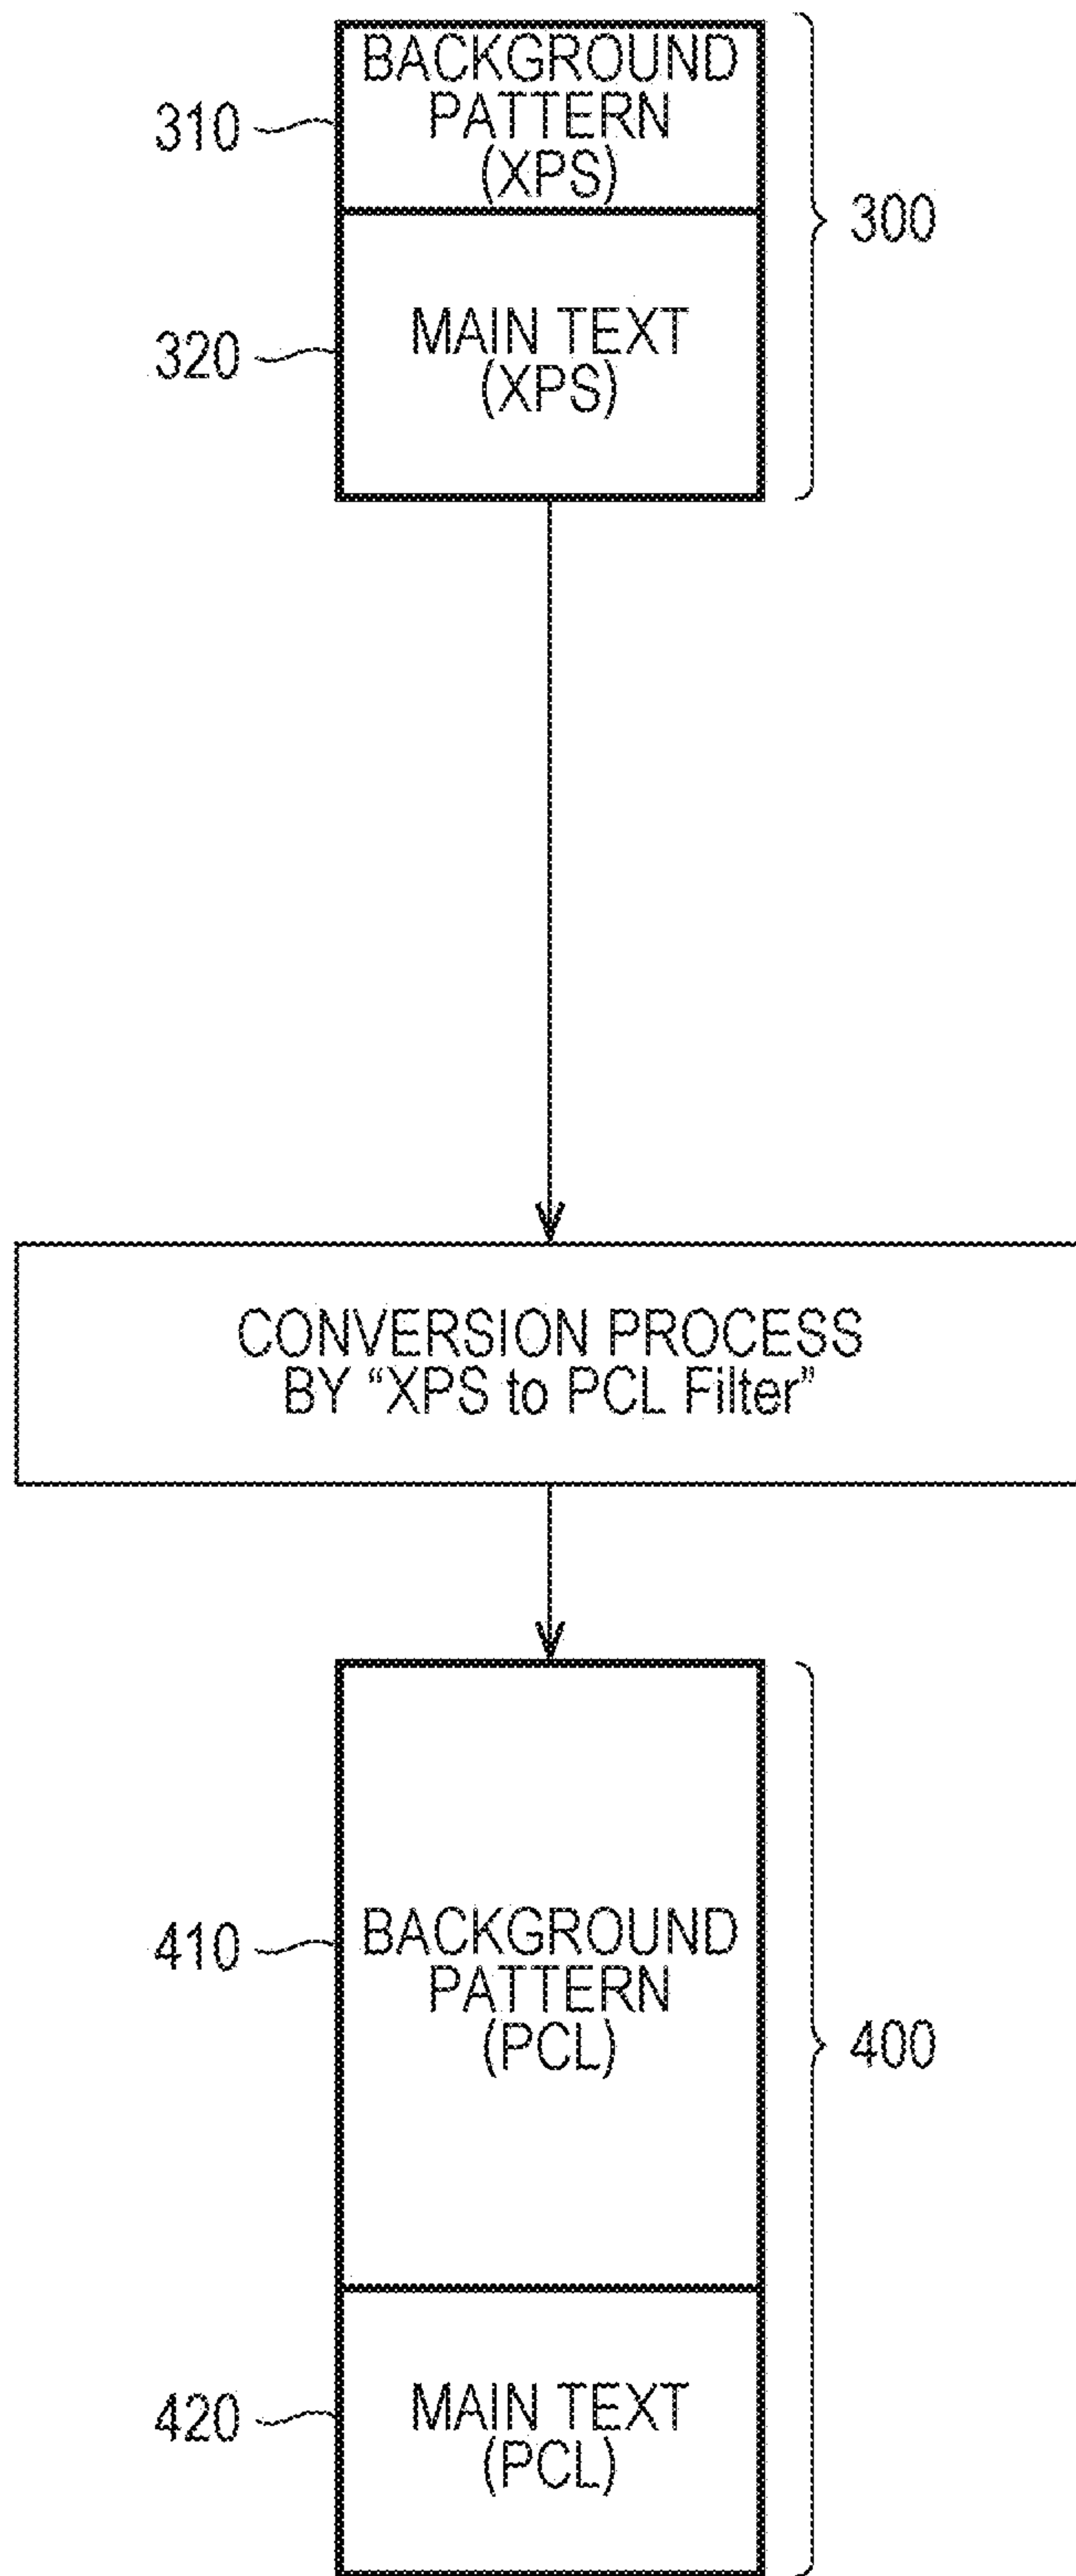 BACKGROUND
PATTERN
(XPS)
310
300
MAIN TEXT
(XPS)
320
CONVERSION PROCESS
BY “XPS to PCL Filter”
BACKGROUND
PATTERN
(PCL)
410
400
MAIN TEXT
(PCL)
420